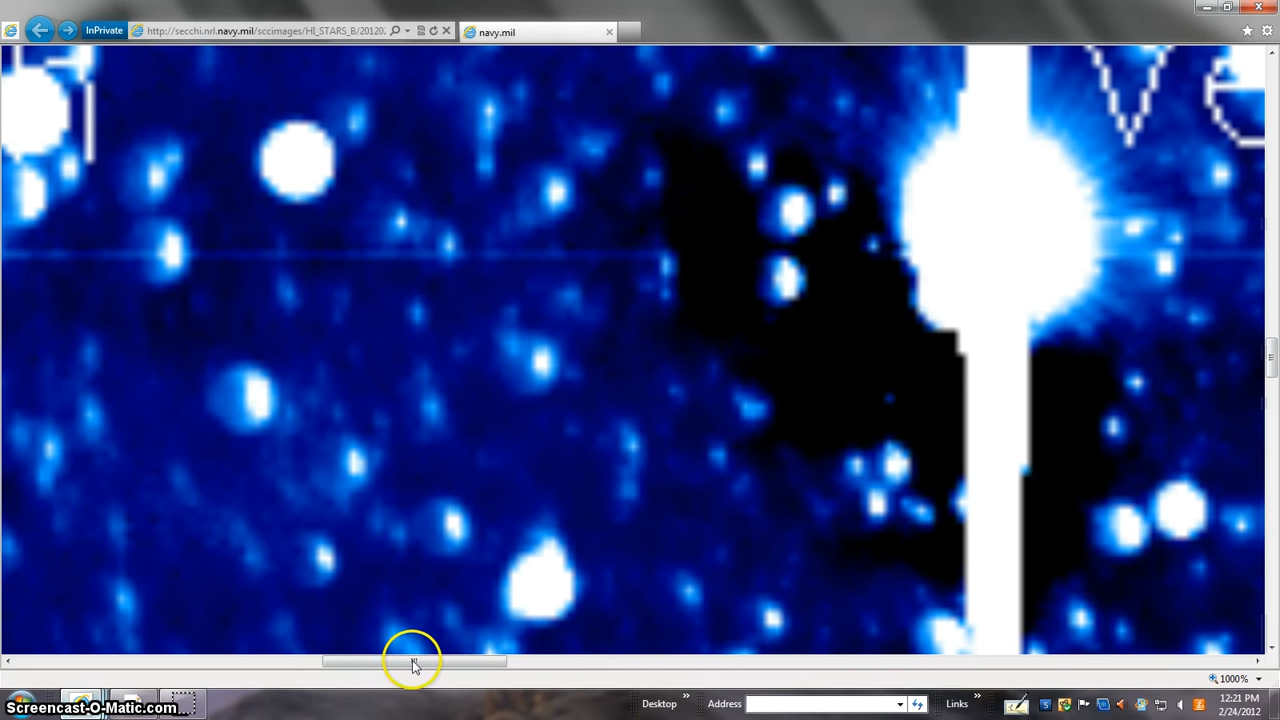 InPrivate
http://secchi.nrl.navy.mil/sccimages/HI_STARS_B/20120.
navy.mil
V
1000%
Screencast-O-Matic.com
Desktop
Address
Links
12:21 PM
2/24/2012